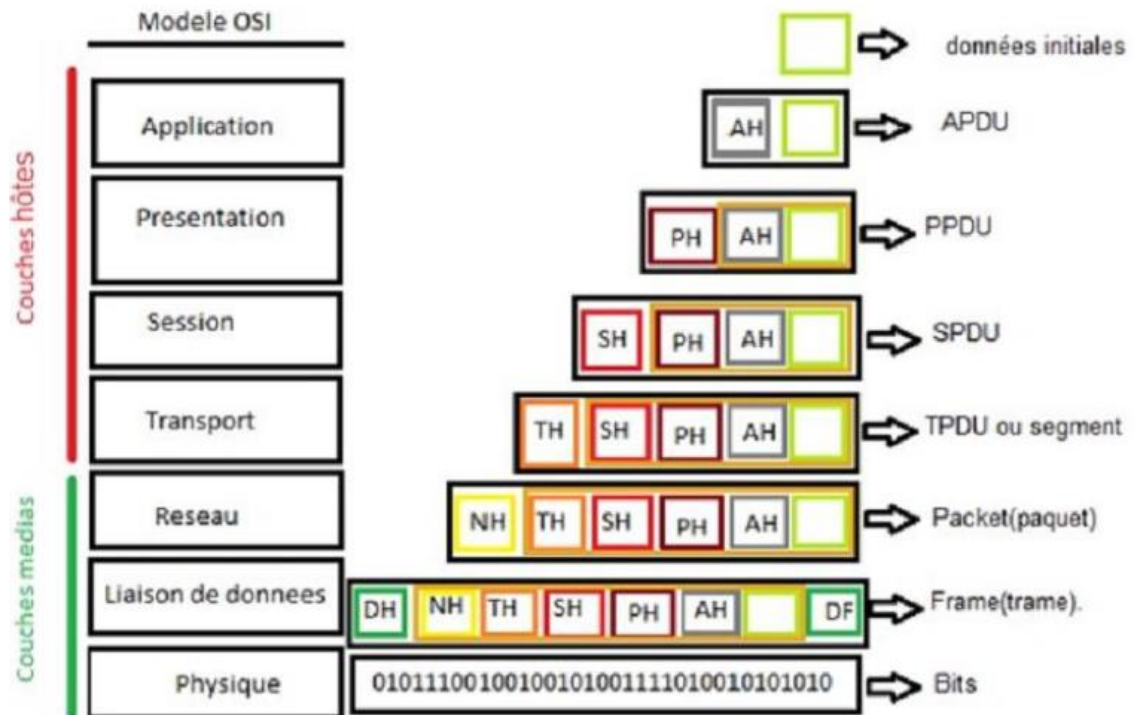 Modele OSI
données initiales
Couches hôtes
Application
AH
APDU
Presentation
PH AH
PPDU
Session
SH PH AH
SPDU
Transport
TH SH PH AH
TPDU ou segment
Couches medias
Reseau
NH TH SH PH AH
Packet(paquet)
Liaison de donnees
DH NH TH SH PH AH DF
Frame(trame).
Physique
Bits